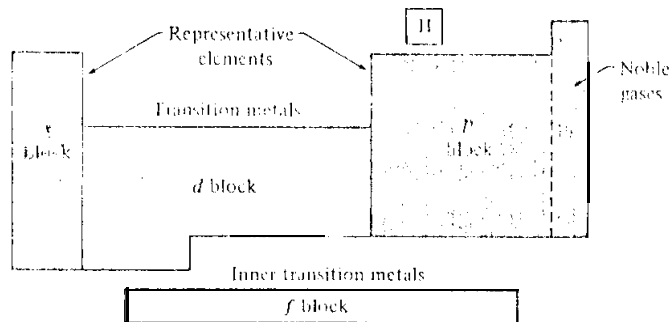 H
Representative
elements
Noble
gases
Transition metals
s
block
p
block
d block
Inner transition metals
f block